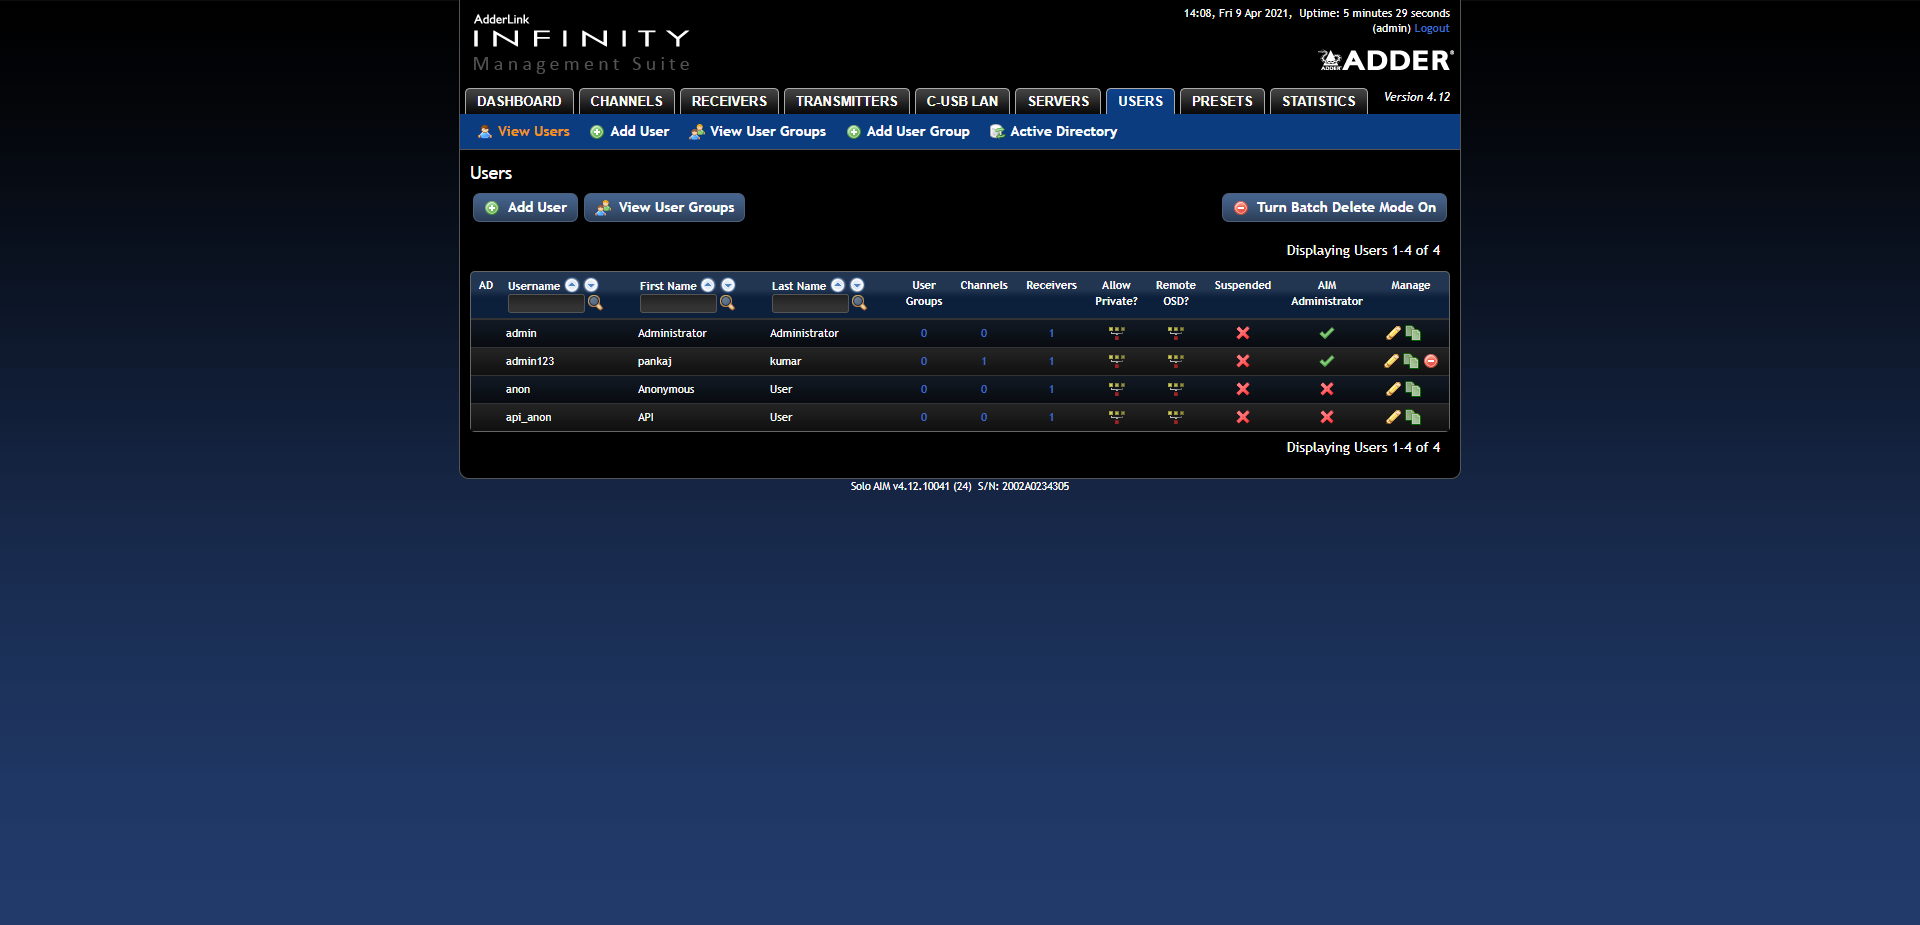 AdderLink
INFINITY
Management Suite
14:08, Fri 9 Apr 2021, Uptime: 5 minutes 29 seconds
(admin) Logout
ADDER
ADDER®
DASHBOARD CHANNELS RECEIVERS TRANSMITTERS C-USB LAN SERVERS USERS PRESETS STATISTICS Version 4.12
View Users Add User View User Groups Add User Group Active Directory
Users
Add User View User Groups Turn Batch Delete Mode On
Displaying Users 1-4 of 4
AD Username First Name Last Name User Groups Channels Receivers Allow Private? Remote OSD? Suspended AIM Administrator Manage
admin Administrator Administrator 0 0 1
admin123 pankaj kumar 0 1 1
anon Anonymous User 0 0 1
api_anon API User 0 0 1
Displaying Users 1-4 of 4
Solo AIM v4.12.10041 (24) S/N: 2002A0234305